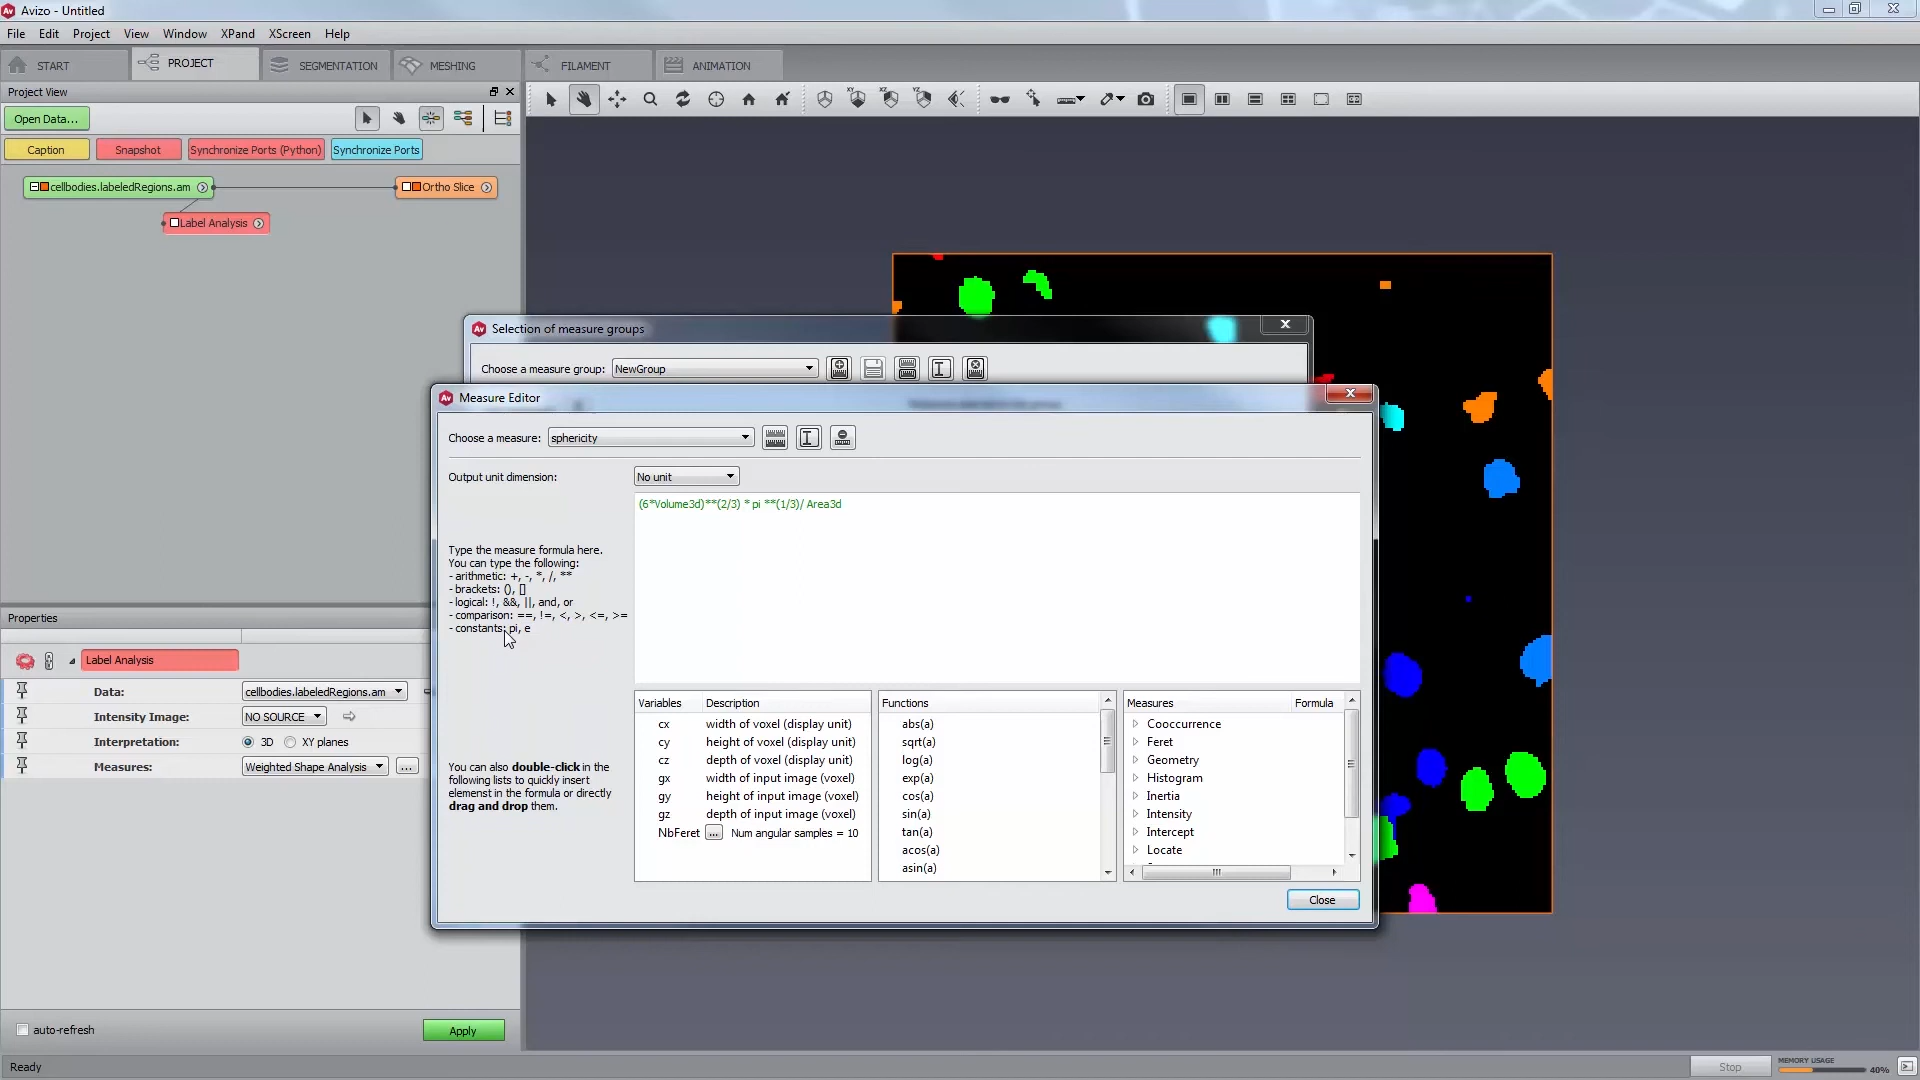 Avizo - Untitled
File Edit Project View Window XPand XScreen Help
START PROJECT SEGMENTATION MESHING FILAMENT ANIMATION
Project View
Open Data...
Caption Snapshot Synchronize Ports (Python) Synchronize Ports
cellbodies.labeledRegions.am Ortho Slice
Label Analysis
Selection of measure groups
Choose a measure group: NewGroup
Measure Editor
Choose a measure: sphericity
Output unit dimension: No unit
(6*Volume3d)**(2/3) * pi **(1/3)/ Area3d
Type the measure formula here.
You can type the following:
- arithmetic: +, -, *, /, **
- brackets: (), []
- logical: !, &&, ||, and, or
- comparison: ==, !=, <, >, <=, >=
- constants: pi, e
You can also double-click in the
following lists to quickly insert
elemenst in the formula or directly
drag and drop them.
Variables Description
cx width of voxel (display unit)
cy height of voxel (display unit)
cz depth of voxel (display unit)
gx width of input image (voxel)
gy height of input image (voxel)
gz depth of input image (voxel)
NbFeret ... Num angular samples = 10
Functions
abs(a)
sqrt(a)
log(a)
exp(a)
cos(a)
sin(a)
tan(a)
acos(a)
asin(a)
Measures Formula
Cooccurrence
Feret
Geometry
Histogram
Inertia
Intensity
Intercept
Locate
Close
Properties
Label Analysis
Data: cellbodies.labeledRegions.am
Intensity Image: NO SOURCE
Interpretation: 3D XY planes
Measures: Weighted Shape Analysis ...
auto-refresh Apply
Ready Stop MEMORY USAGE 40%